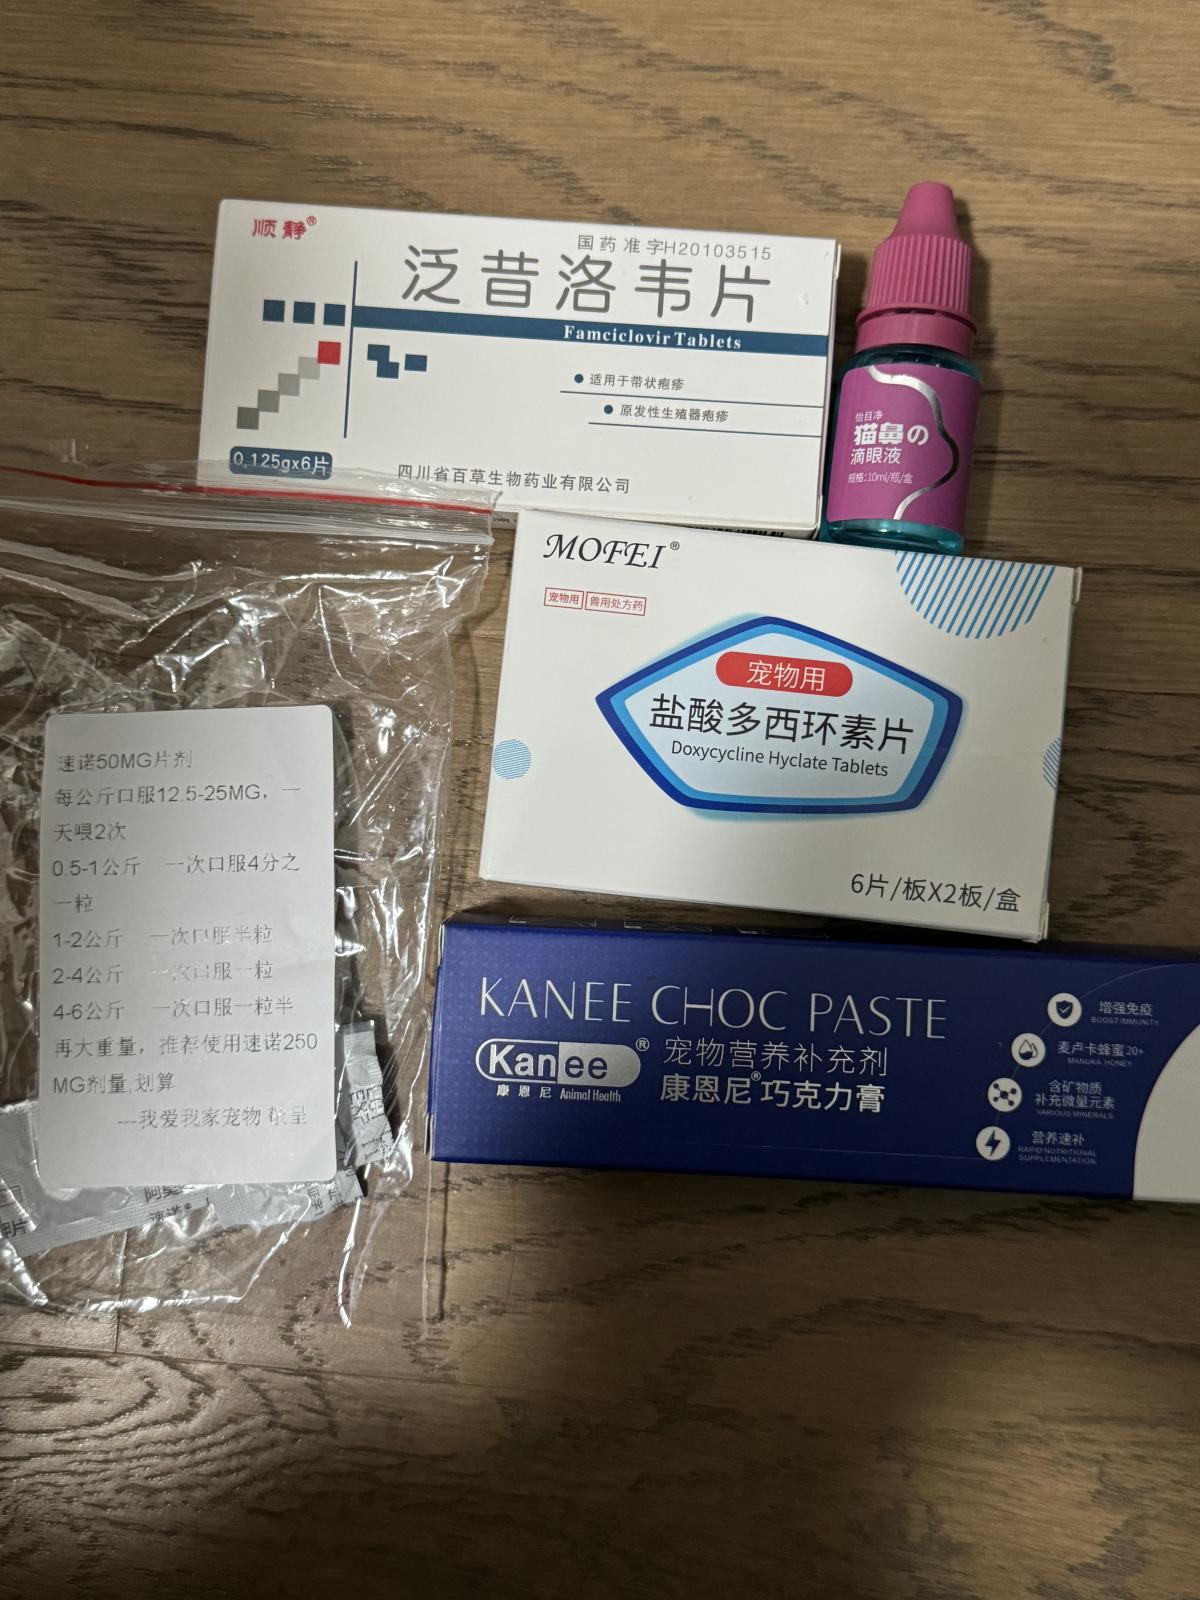 顺静®
国药准字H20103515
泛昔洛韦片
Famciclovir Tablets
适用于带状疱疹
原发性生殖器疱疹
0.125gx6片
四川省百草生物药业有限公司
怡目净
猫鼻の
滴眼液
规格:10ml/瓶/盒
MOFEI®
宠物用 兽用处方药
宠物用
盐酸多西环素片
Doxycycline Hyclate Tablets
6片/板X2板/盒
速诺50MG片剂
每公斤口服12.5-25MG，一
天喂2次
0.5-1公斤 一次口服4分之
一粒
1-2公斤 一次口服半粒
2-4公斤 一次口服一粒
4-6公斤 一次口服一粒半
再大重量，推荐使用速诺250
MG剂量,划算
---我爱我家宠物 敬呈
速诺®
KANEE CHOC PASTE
Kanee®
康恩尼 Animal Health
宠物营养补充剂
康恩尼®巧克力膏
增强免疫
BOOST IMMUNITY
麦卢卡蜂蜜20+
MANUKA HONEY
含矿物质
补充微量元素
VARIOUS MINERALS
营养速补
RAPID NUTRITIONAL
SUPPLEMENTATION